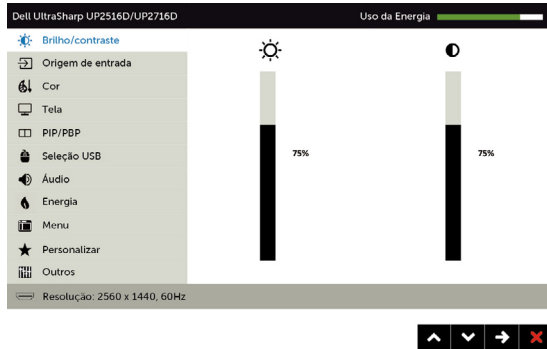 Dell UltraSharp UP2516D/UP2716D
Uso da Energia
Brilho/contraste
Origem de entrada
Cor
Tela
PIP/PBP
Seleção USB
Áudio
Energia
Menu
Personalizar
Outros
75%
75%
Resolução: 2560 x 1440, 60Hz